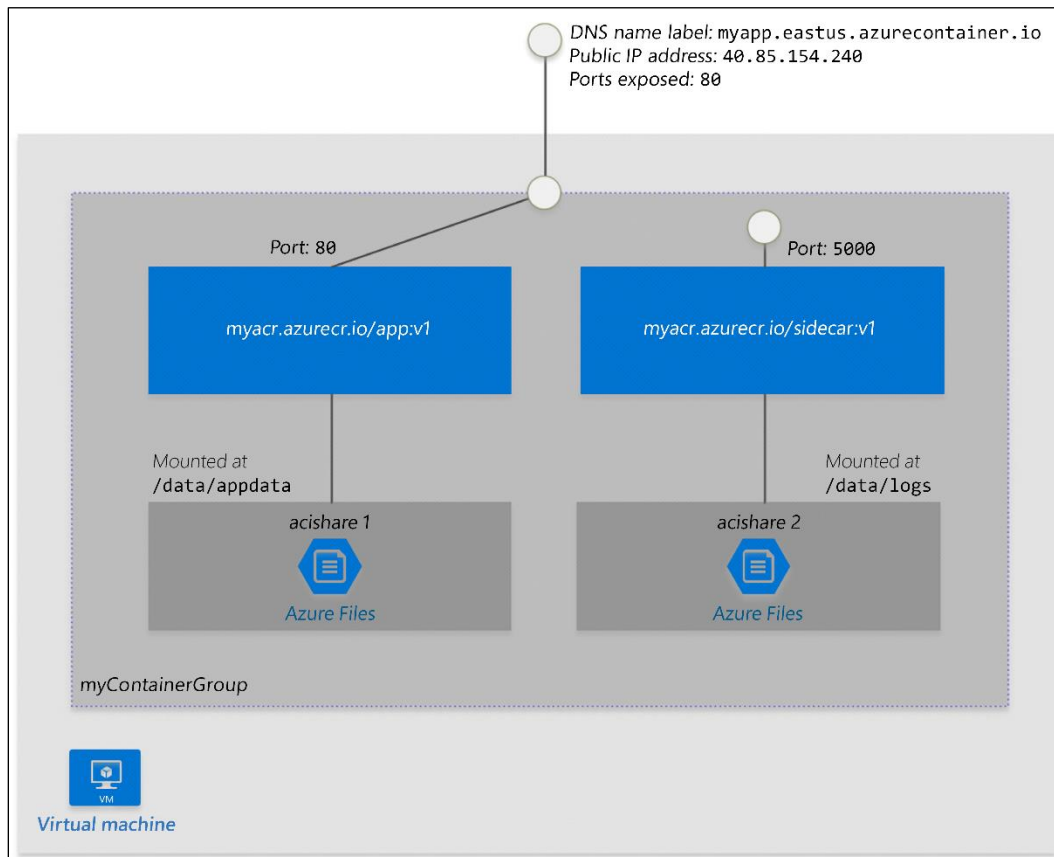 DNS name label: myapp.eastus.azurecontainer.io
Public IP address: 40.85.154.240
Ports exposed: 80
Port: 80
Port: 5000
myacr.azurecr.io/app:v1
myacr.azurecr.io/sidecar:v1
Mounted at
/data/appdata
Mounted at
/data/logs
acishare 1
Azure Files
acishare 2
Azure Files
myContainerGroup
VM
Virtual machine